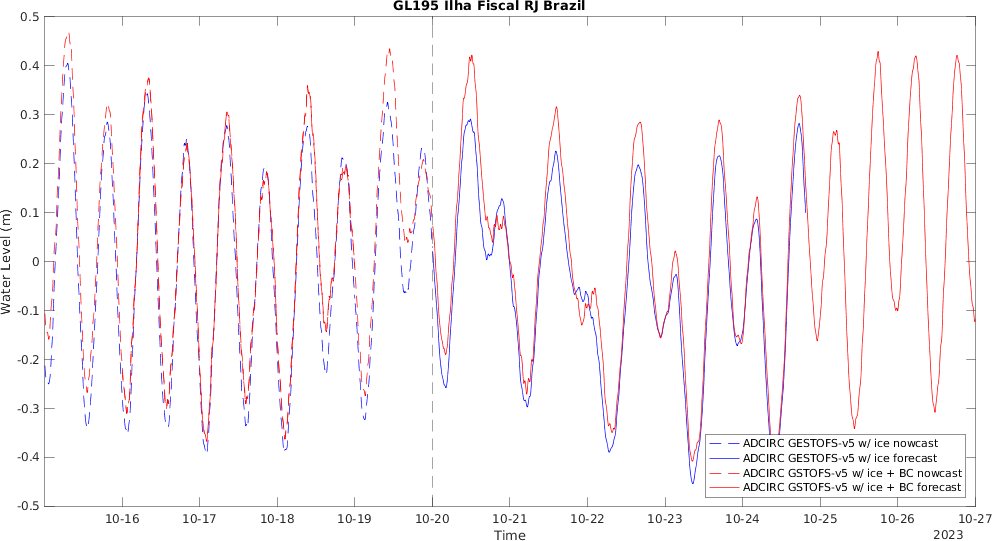 GL195 Ilha Fiscal RJ Brazil
Water Level (m)
0.5
0.4
0.3
0.2
0.1
0
-0.1
-0.2
-0.3
-0.4
-0.5
ADCIRC GESTOFS-v5 w/ ice nowcast
ADCIRC GESTOFS-v5 w/ ice forecast
ADCIRC GSTOFS-v5 w/ ice + BC nowcast
ADCIRC GSTOFS-v5 w/ ice + BC forecast
10-16 10-17 10-18 10-19 10-20 10-21 10-22 10-23 10-24 10-25 10-26 10-27
Time
2023